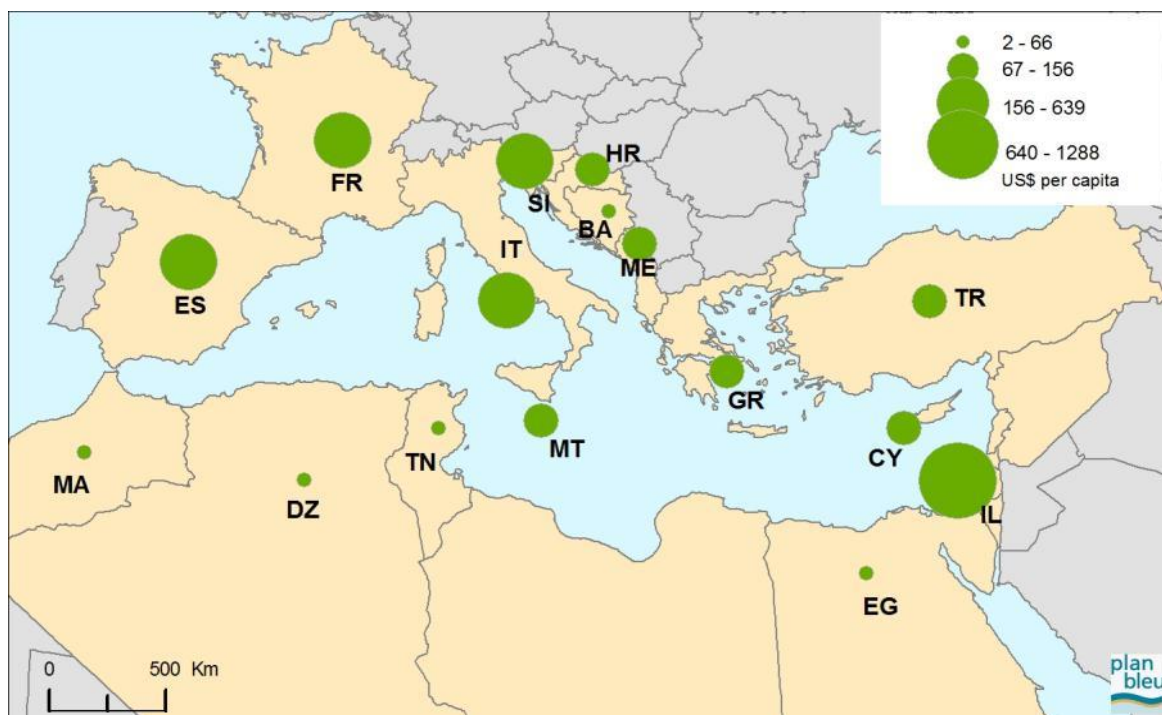 2 - 66
67 - 156
156 - 639
640 - 1288
US$ per capita
FR
SI
HR
BA
IT
ME
ES
TR
GR
MT
CY
TN
MA
DZ
IL
EG
0 500 Km
plan
bleu